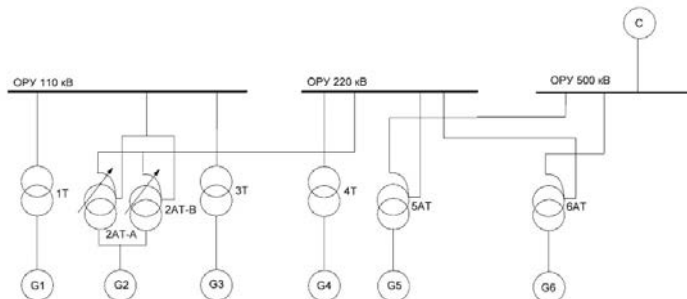 С
ОРУ 110 кВ
ОРУ 220 кВ
ОРУ 500 кВ
1Т
2АТ-А
2АТ-В
3Т
4Т
5АТ
6АТ
G1
G2
G3
G4
G5
G6